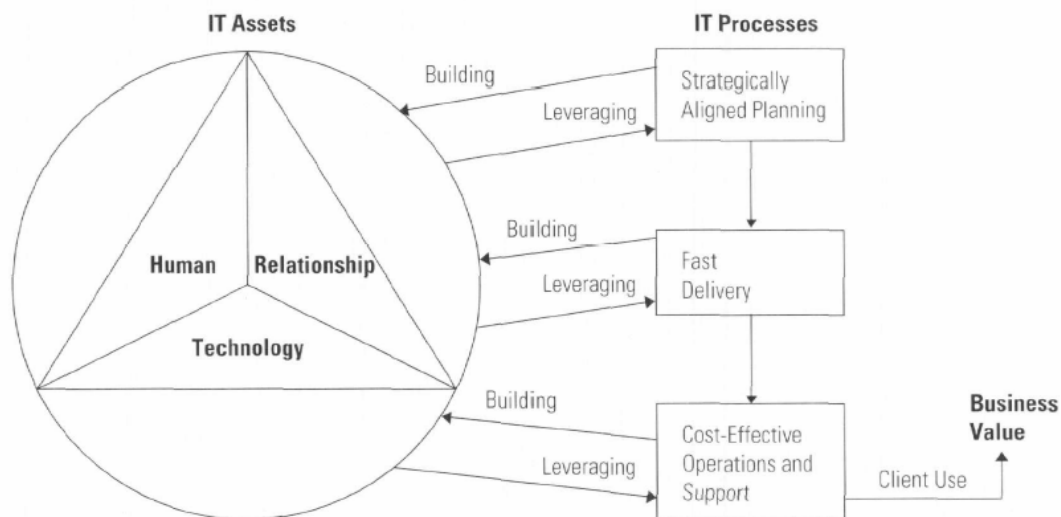 IT Assets
IT Processes
Building
Strategically
Aligned Planning
Leveraging
Building
Human
Relationship
Fast
Delivery
Leveraging
Technology
Building
Cost-Effective
Operations and
Support
Leveraging
Business
Value
Client Use